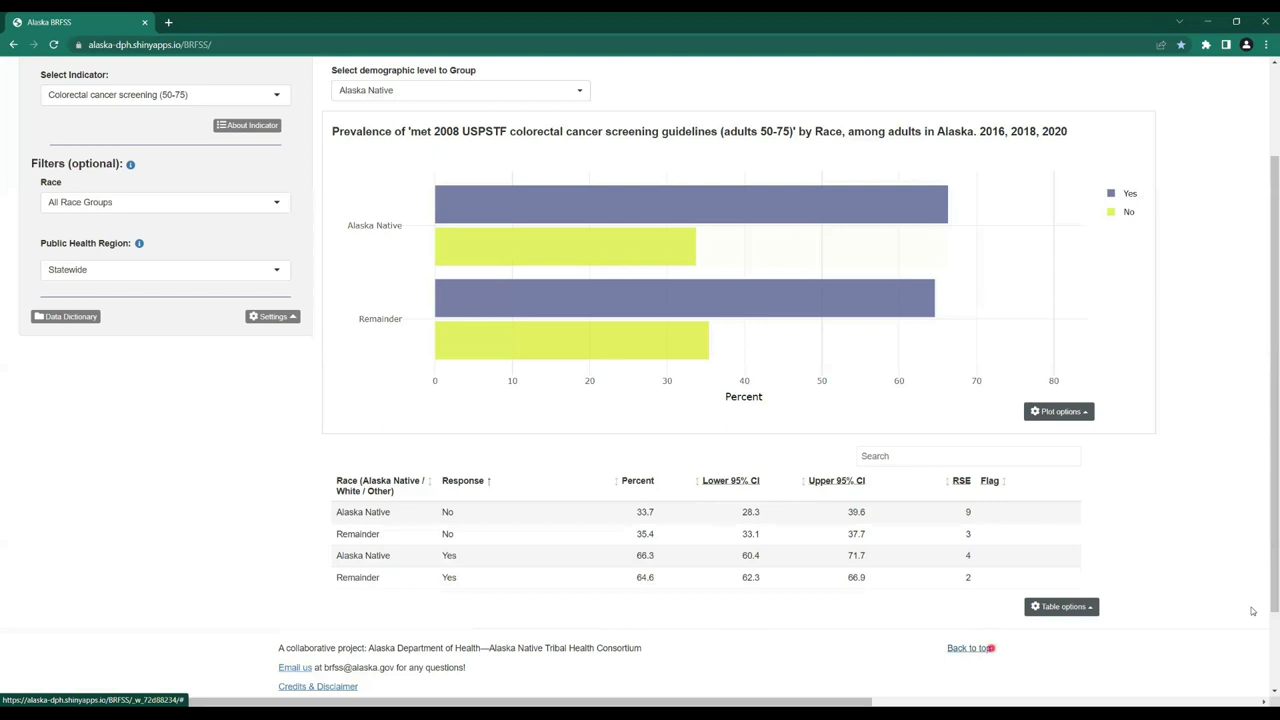 Alaska BRFSS
alaska-dph.shinyapps.io/BRFSS/
Select Indicator:
Colorectal cancer screening (50-75)
About Indicator
Filters (optional):
Race
All Race Groups
Public Health Region:
Statewide
Data Dictionary
Settings
Select demographic level to Group
Alaska Native
Prevalence of 'met 2008 USPSTF colorectal cancer screening guidelines (adults 50-75)' by Race, among adults in Alaska. 2016, 2018, 2020
Yes
No
Alaska Native
Remainder
0 10 20 30 40 50 60 70 80
Percent
Plot options
Search
Race (Alaska Native / White / Other) Response Percent Lower 95% CI Upper 95% CI RSE Flag
Alaska Native No 33.7 28.3 39.6 9
Remainder No 35.4 33.1 37.7 3
Alaska Native Yes 66.3 60.4 71.7 4
Remainder Yes 64.6 62.3 66.9 2
Table options
A collaborative project: Alaska Department of Health—Alaska Native Tribal Health Consortium
Back to top
Email us at brfss@alaska.gov for any questions!
Credits & Disclaimer
https://alaska-dph.shinyapps.io/BRFSS/_w_72d88234/#